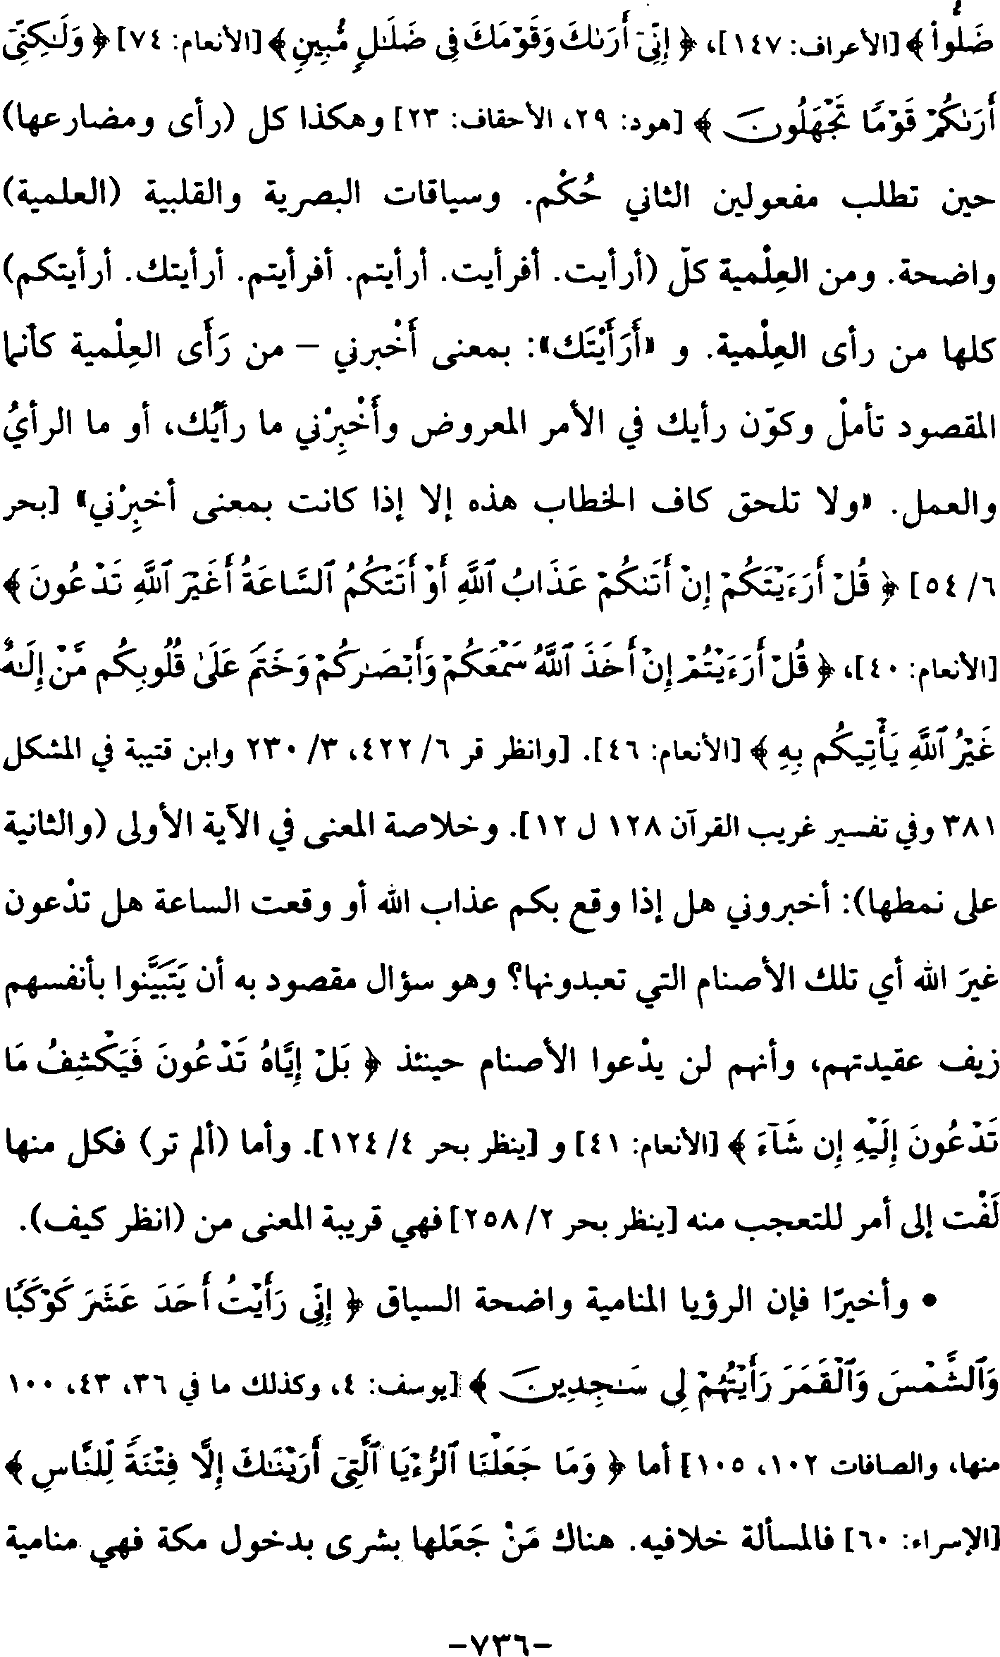 ضَلُّوا۟ ﴾ [الأعراف: ١٤٧]، ﴿ إِنِّىٓ أَرَىٰكَ وَقَوْمَكَ فِى ضَلَـٰلٍ مُّبِينٍ ﴾ [الأنعام: ٧٤] ﴿ وَلَـٰكِنِّىٓ
أَرَىٰكُمْ قَوْمًا تَجْهَلُونَ ﴾ [هود: ٢٩، الأحقاف: ٢٣] وهكذا كل (رأى ومضارعها)
حين تطلب مفعولين الثاني حُكْم. وسياقات البصرية والقلبية (العلمية)
واضحة. ومن العِلْمية كلّ (أرأيت. أفرأيت. أرأيتم. أفرأيتم. أرأيتك. أرأيتكم)
كلها من رأى العِلْمية. و «أَرَأَيْتَك»: بمعنى أَخْبرني – من رَأَى العِلْمية كأنما
المقصود تأملْ وكوّن رأيك في الأمر المعروض وأَخْبِرْني ما رأيُك، أو ما الرأيُ
والعمل. «ولا تلحق كاف الخطاب هذه إلا إذا كانت بمعنى أخبِرْني» [بحر
٦/ ٥٤] ﴿ قُلْ أَرَءَيْتَكُمْ إِنْ أَتَىٰكُمْ عَذَابُ ٱللَّهِ أَوْ أَتَتْكُمُ ٱلسَّاعَةُ أَغَيْرَ ٱللَّهِ تَدْعُونَ ﴾
[الأنعام: ٤٠]، ﴿ قُلْ أَرَءَيْتُمْ إِنْ أَخَذَ ٱللَّهُ سَمْعَكُمْ وَأَبْصَـٰرَكُمْ وَخَتَمَ عَلَىٰ قُلُوبِكُم مَّنْ إِلَـٰهٌ
غَيْرُ ٱللَّهِ يَأْتِيكُم بِهِ ﴾ [الأنعام: ٤٦]. [وانظر قر ٦/ ٤٢٢، ٣/ ٢٣٠ وابن قتيبة في المشكل
٣٨١ وفي تفسير غريب القرآن ١٢٨ ل ١٢]. وخلاصة المعنى في الآية الأولى (والثانية
على نمطها): أخبروني هل إذا وقع بكم عذاب الله أو وقعت الساعة هل تدْعون
غيرَ الله أي تلك الأصنام التي تعبدونها؟ وهو سؤال مقصود به أن يَتَبَيَّنوا بأنفسهم
زيف عقيدتهم، وأنهم لن يدْعوا الأصنام حينئذ ﴿ بَلْ إِيَّاهُ تَدْعُونَ فَيَكْشِفُ مَا
تَدْعُونَ إِلَيْهِ إِن شَآءَ ﴾ [الأنعام: ٤١] و [ينظر بحر ٤/ ١٢٤]. وأما (ألم تر) فكل منها
لَفْت إلى أمر للتعجب منه [ينظر بحر ٢/ ٢٥٨] فهي قريبة المعنى من (انظر كيف).
• وأخيرًا فإن الرؤيا المنامية واضحة السياق ﴿ إِنِّى رَأَيْتُ أَحَدَ عَشَرَ كَوْكَبًا
وَٱلشَّمْسَ وَٱلْقَمَرَ رَأَيْتُهُمْ لِى سَـٰجِدِينَ ﴾ [يوسف: ٤، وكذلك ما في ٣٦، ٤٣، ١٠٠
منها، والصافات ١٠٢، ١٠٥] أما ﴿ وَمَا جَعَلْنَا ٱلرُّءْيَا ٱلَّتِىٓ أَرَيْنَـٰكَ إِلَّا فِتْنَةً لِّلنَّاسِ ﴾
[الإسراء: ٦٠] فالمسألة خلافيه. هناك مَنْ جَعَلها بشرى بدخول مكة فهي منامية
–٧٣٦–